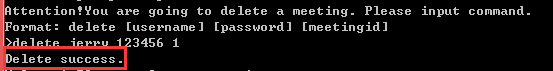 Attention!You are going to delete a meeting. Please input command.
Format: delete [username] [password] [meetingid]
>delete jerry 123456 1
Delete success.